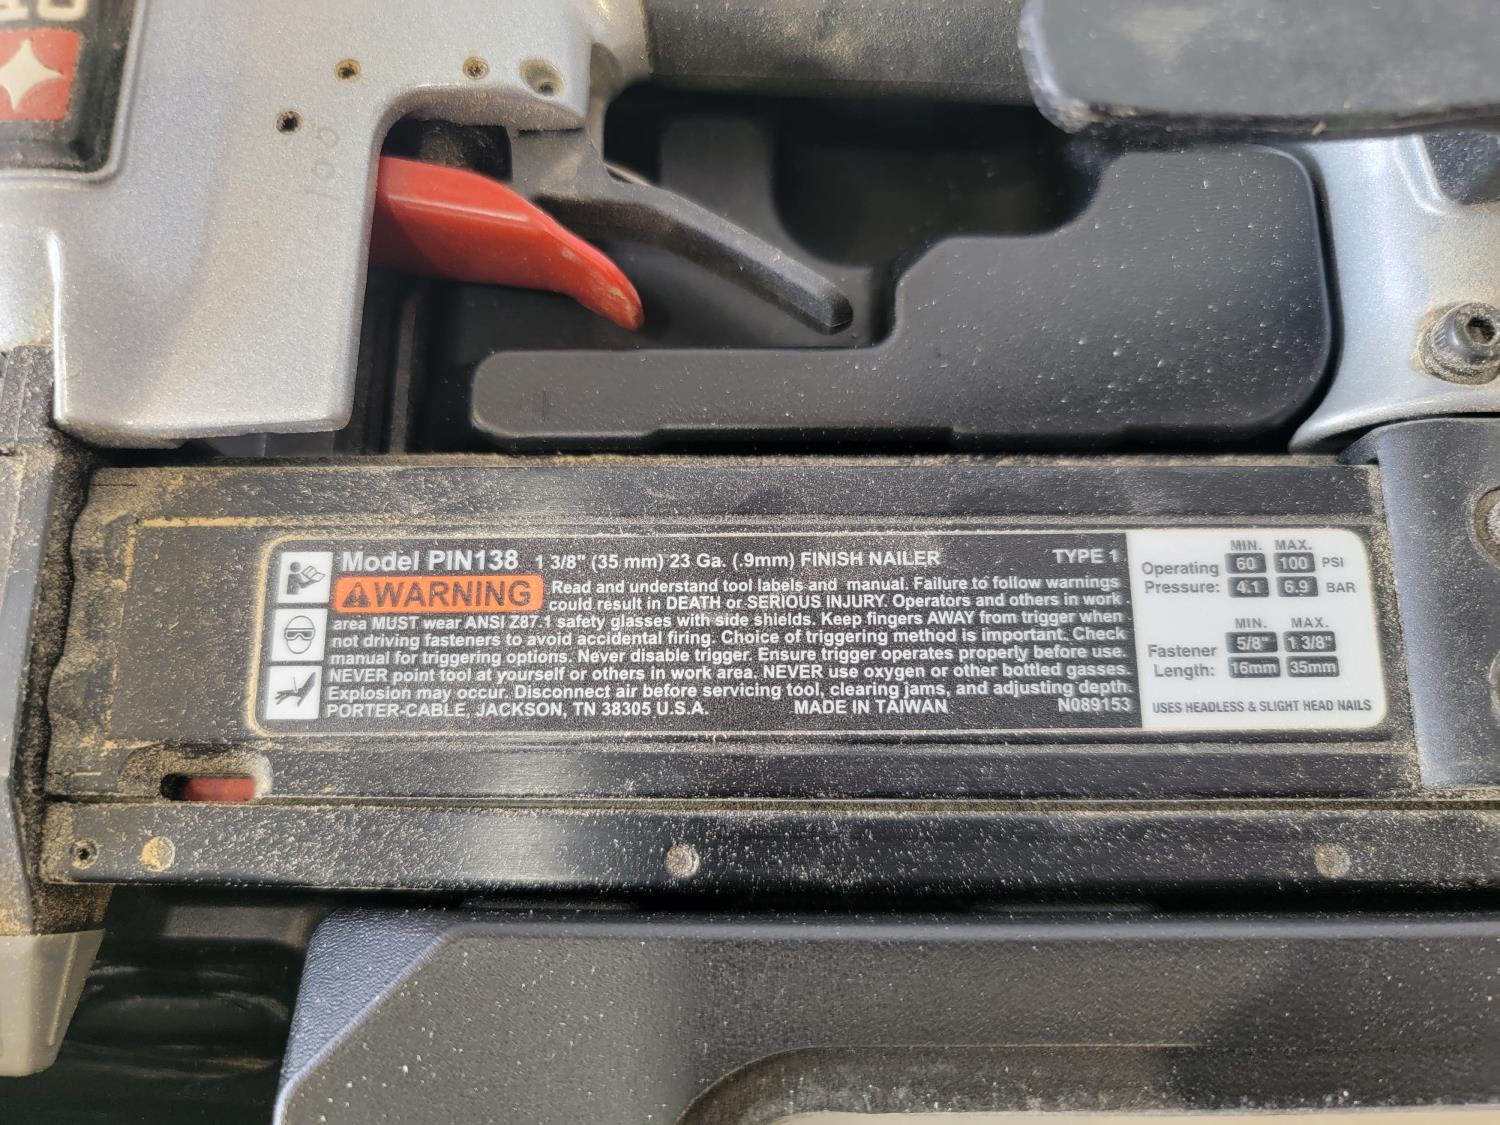 Model PIN138 1 3/8" (35 mm) 23 Ga. (.9mm) FINISH NAILER TYPE 1
WARNING Read and understand tool labels and manual. Failure to follow warnings
could result in DEATH or SERIOUS INJURY. Operators and others in work
area MUST wear ANSI Z87.1 safety glasses with side shields. Keep fingers AWAY from trigger when
not driving fasteners to avoid accidental firing. Choice of triggering method is important. Check
manual for triggering options. Never disable trigger. Ensure trigger operates properly before use.
NEVER point tool at yourself or others in work area. NEVER use oxygen or other bottled gasses.
Explosion may occur. Disconnect air before servicing tool, clearing jams, and adjusting depth.
PORTER-CABLE, JACKSON, TN 38305 U.S.A. MADE IN TAIWAN N089153
MIN. MAX.
Operating 60 100 PSI
Pressure: 4.1 6.9 BAR
MIN. MAX.
Fastener 5/8" 1 3/8"
Length: 16mm 35mm
USES HEADLESS & SLIGHT HEAD NAILS